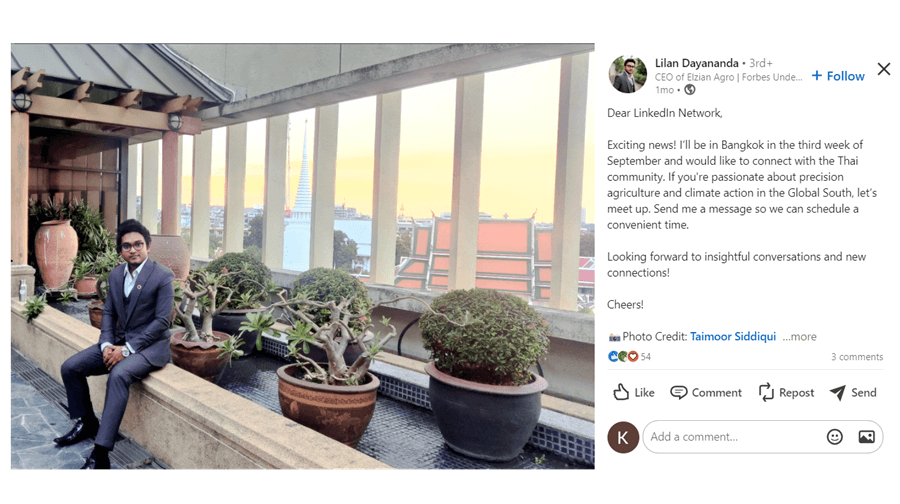 Lilan Dayananda • 3rd+
CEO of Elzian Agro | Forbes Unde...
1mo •
+ Follow
Dear LinkedIn Network,
Exciting news! I'll be in Bangkok in the third week of
September and would like to connect with the Thai
community. If you're passionate about precision
agriculture and climate action in the Global South, let's
meet up. Send me a message so we can schedule a
convenient time.
Looking forward to insightful conversations and new
connections!
Cheers!
📷Photo Credit: Taimoor Siddiqui ...more
54
3 comments
Like
Comment
Repost
Send
K
Add a comment...